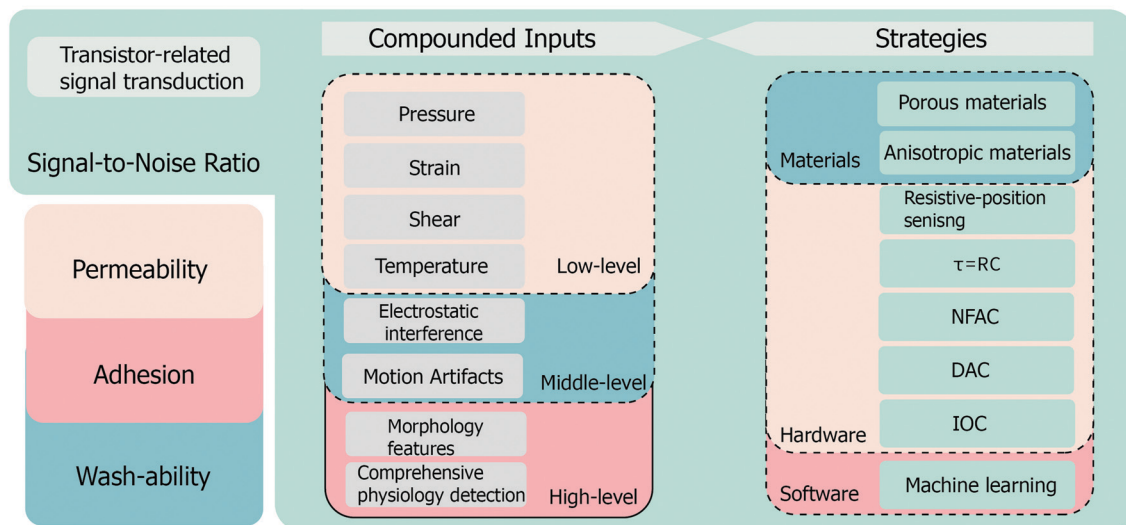 Transistor-related
signal transduction
Signal-to-Noise Ratio
Permeability
Adhesion
Wash-ability
Compounded Inputs
Pressure
Strain
Shear
Temperature
Low-level
Electrostatic
interference
Motion Artifacts
Middle-level
Morphology
features
Comprehensive
physiology detection
High-level
Strategies
Porous materials
Materials
Anisotropic materials
Resistive-position
senisng
τ=RC
NFAC
DAC
IOC
Hardware
Software
Machine learning